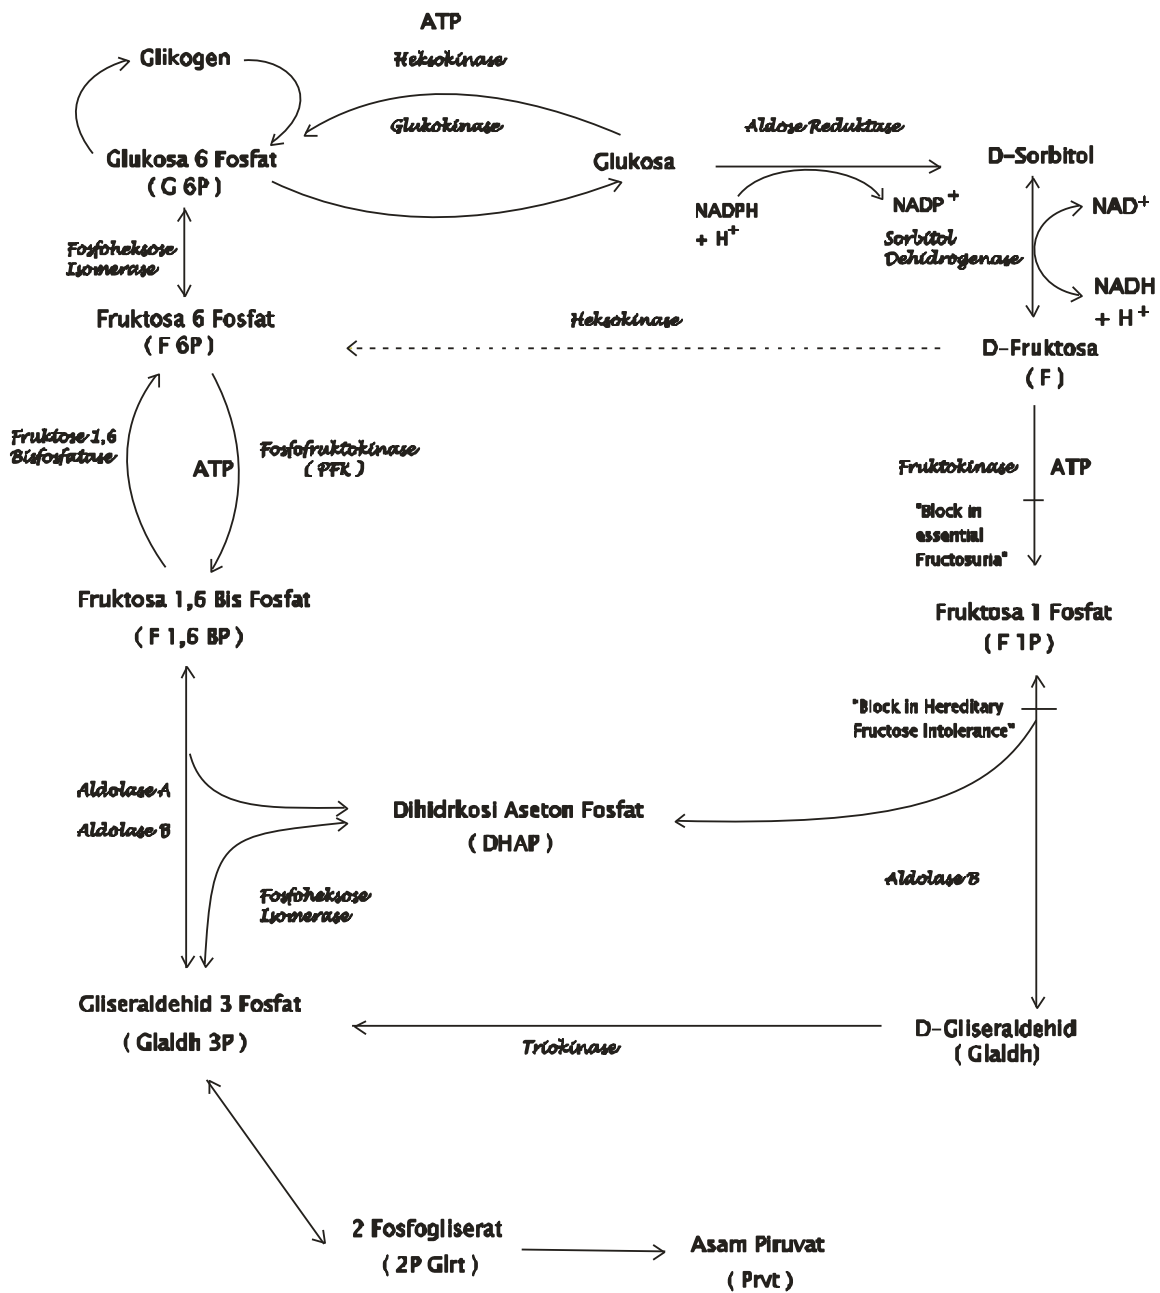 ATP
Glikogen
Heksokinase
Glukokinase
Aldose Reduktase
Glukosa 6 Fosfat
( G 6P )
Glukosa
D-Sorbitol
NADPH
+ H+
NADP +
NAD+
Sorbitol
Dehidrogenase
Fosfoheksose
Isomerase
NADH
+ H +
Fruktosa 6 Fosfat
( F 6P )
Heksokinase
D-Fruktosa
( F )
Fruktose 1,6
Bisfosfatase
ATP
Fosfofruktokinase
( PFK )
Fruktokinase
ATP
"Block in
essential
Fructosuria"
Fruktosa 1,6 Bis Fosfat
( F 1,6 BP )
Fruktosa 1 Fosfat
( F 1P )
"Block in Hereditary
Fructose Intolerance"
Aldolase A
Aldolase B
Dihidrkosi Aseton Fosfat
( DHAP )
Fosfoheksose
Isomerase
Aldolase B
Gliseraldehid 3 Fosfat
( Glaldh 3P )
Triokinase
D-Gliseraldehid
( Glaldh)
2 Fosfogliserat
( 2P Glrt )
Asam Piruvat
( Prvt )